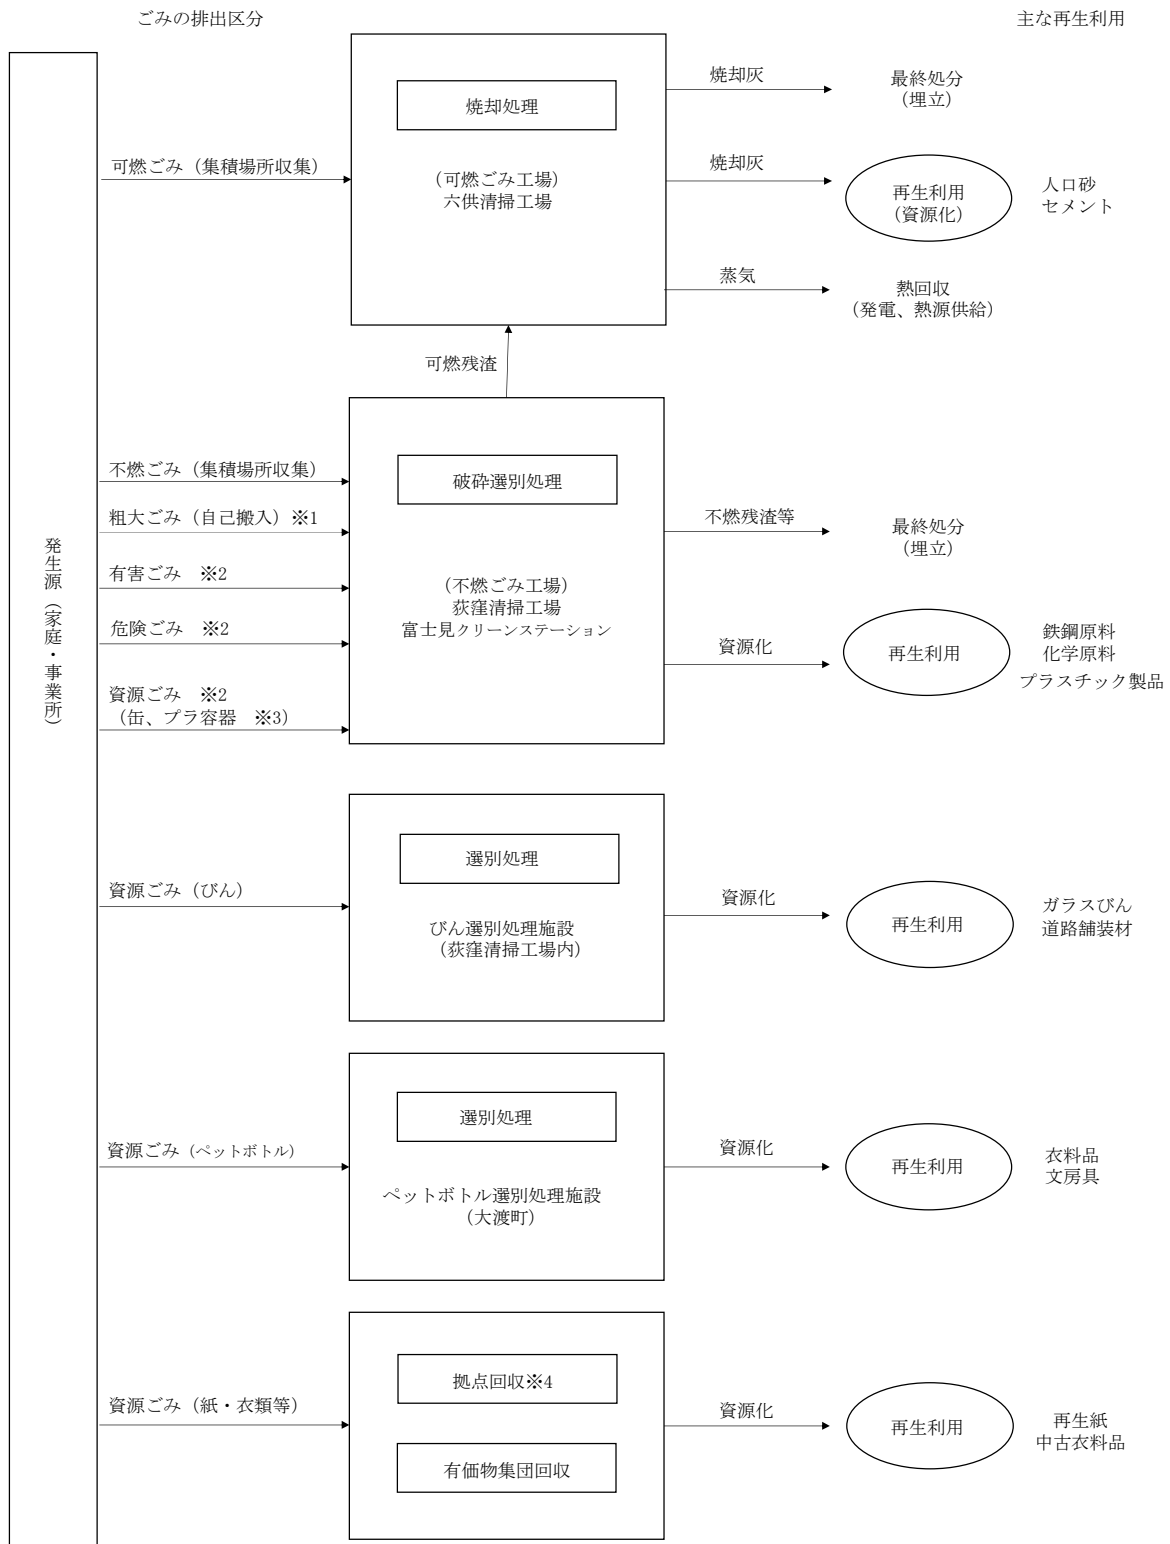 ごみの排出区分
主な再生利用
発生源（家庭・事業所）
焼却処理
（可燃ごみ工場）
六供清掃工場
可燃ごみ（集積場所収集）
焼却灰
最終処分
（埋立）
焼却灰
再生利用
（資源化）
人口砂
セメント
蒸気
熱回収
（発電、熱源供給）
可燃残渣
不燃ごみ（集積場所収集）
粗大ごみ（自己搬入）※1
有害ごみ　※2
危険ごみ　※2
資源ごみ　※2
（缶、プラ容器　※3）
破砕選別処理
（不燃ごみ工場）
荻窪清掃工場
富士見クリーンステーション
不燃残渣等
最終処分
（埋立）
資源化
再生利用
鉄鋼原料
化学原料
プラスチック製品
資源ごみ（びん）
選別処理
びん選別処理施設
（荻窪清掃工場内）
資源化
再生利用
ガラスびん
道路舗装材
資源ごみ（ペットボトル）
選別処理
ペットボトル選別処理施設
（大渡町）
資源化
再生利用
衣料品
文房具
資源ごみ（紙・衣類等）
拠点回収※4
有価物集団回収
資源化
再生利用
再生紙
中古衣料品